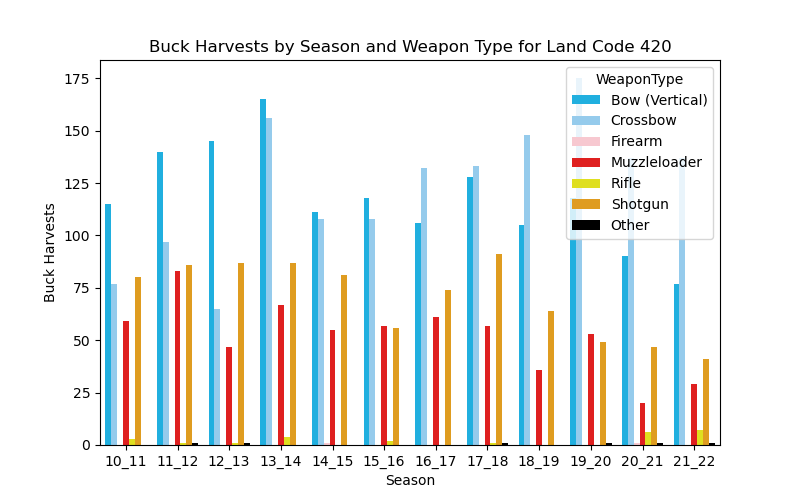 Buck Harvests by Season and Weapon Type for Land Code 420
175
150
125
100
75
50
25
0
Buck Harvests
WeaponType
Bow (Vertical)
Crossbow
Firearm
Muzzleloader
Rifle
Shotgun
Other
10_11 11_12 12_13 13_14 14_15 15_16 16_17 17_18 18_19 19_20 20_21 21_22
Season